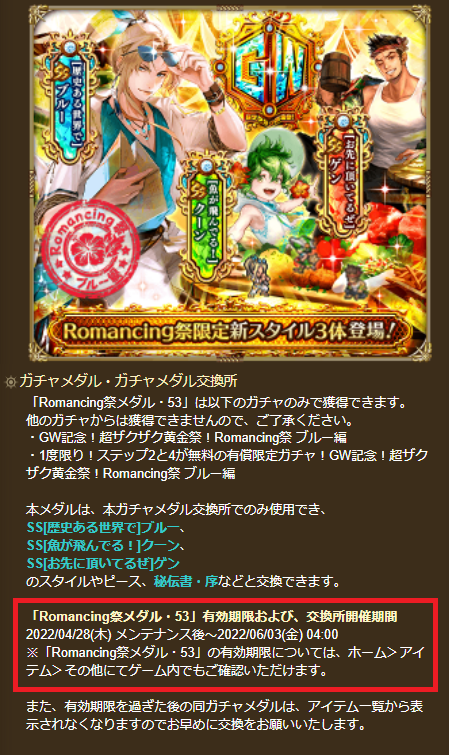 GW
SS[歴史ある世界で]
ブルー
SS[お先に頂いてるぜ]
ゲン
SS[魚が飛んでる!]
クーン
Romancing祭
ブルー編
Romancing祭限定新スタイル3体登場!
ガチャメダル・ガチャメダル交換所
「Romancing祭メダル・53」は以下のガチャのみで獲得できます。
他のガチャからは獲得できませんので、ご了承ください。
・GW記念！超ザクザク黄金祭！Romancing祭 ブルー編
・1度限り！ステップ2と4が無料の有償限定ガチャ！GW記念！超ザク
ザク黄金祭！Romancing祭 ブルー編
本メダルは、本ガチャメダル交換所でのみ使用でき、
SS[歴史ある世界で]ブルー、
SS[魚が飛んでる！]クーン、
SS[お先に頂いてるぜ]ゲン
のスタイルやピース、秘伝書・序などと交換できます。
「Romancing祭メダル・53」有効期限および、交換所開催期間
2022/04/28(木) メンテナンス後～2022/06/03(金) 04:00
※「Romancing祭メダル・53」の有効期限については、ホーム＞アイ
テム＞その他にてゲーム内でもご確認いただけます。
また、有効期限を過ぎた後の同ガチャメダルは、アイテム一覧から表
示されなくなりますのでお早めに交換をお願いいたします。